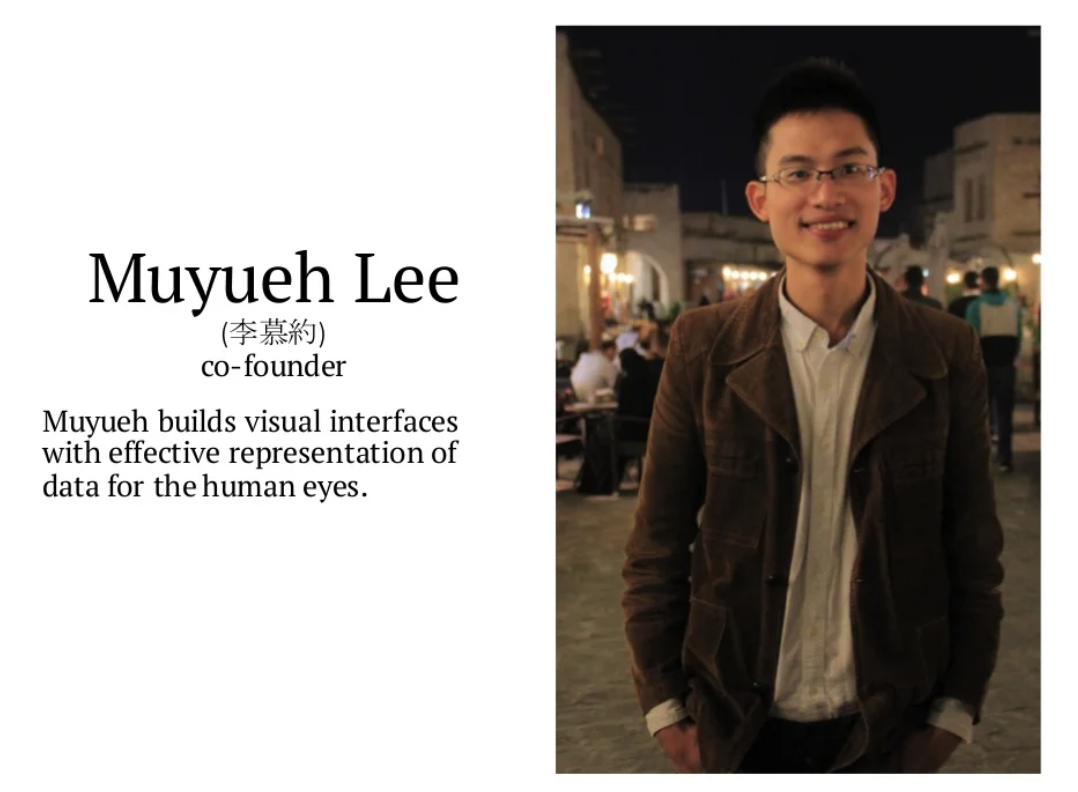 Muyueh Lee
(李慕約)
co-founder
Muyueh builds visual interfaces
with effective representation of
data for the human eyes.